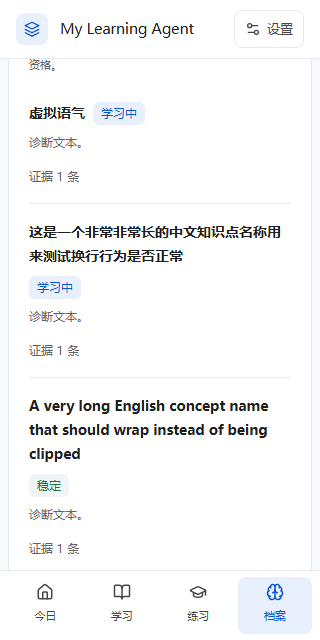 My Learning Agent
设置
资格。
虚拟语气 学习中
诊断文本。
证据 1 条
这是一个非常非常长的中文知识点名称用
来测试换行行为是否正常
学习中
诊断文本。
证据 1 条
A very long English concept name
that should wrap instead of being
clipped
稳定
诊断文本。
证据 1 条
今日
学习
练习
档案